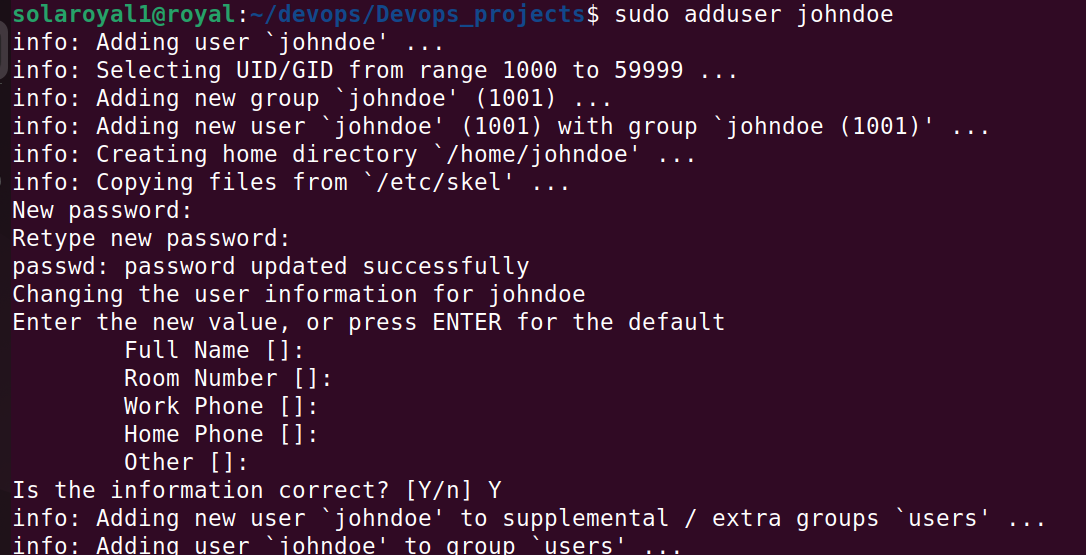 solaroyal1@royal:~/devops/Devops_projects$ sudo adduser johndoe
info: Adding user `johndoe' ...
info: Selecting UID/GID from range 1000 to 59999 ...
info: Adding new group `johndoe' (1001) ...
info: Adding new user `johndoe' (1001) with group `johndoe (1001)' ...
info: Creating home directory `/home/johndoe' ...
info: Copying files from `/etc/skel' ...
New password:
Retype new password:
passwd: password updated successfully
Changing the user information for johndoe
Enter the new value, or press ENTER for the default
Full Name []:
Room Number []:
Work Phone []:
Home Phone []:
Other []:
Is the information correct? [Y/n] Y
info: Adding new user `johndoe' to supplemental / extra groups `users' ...
info: Adding user `johndoe' to group `users' ...